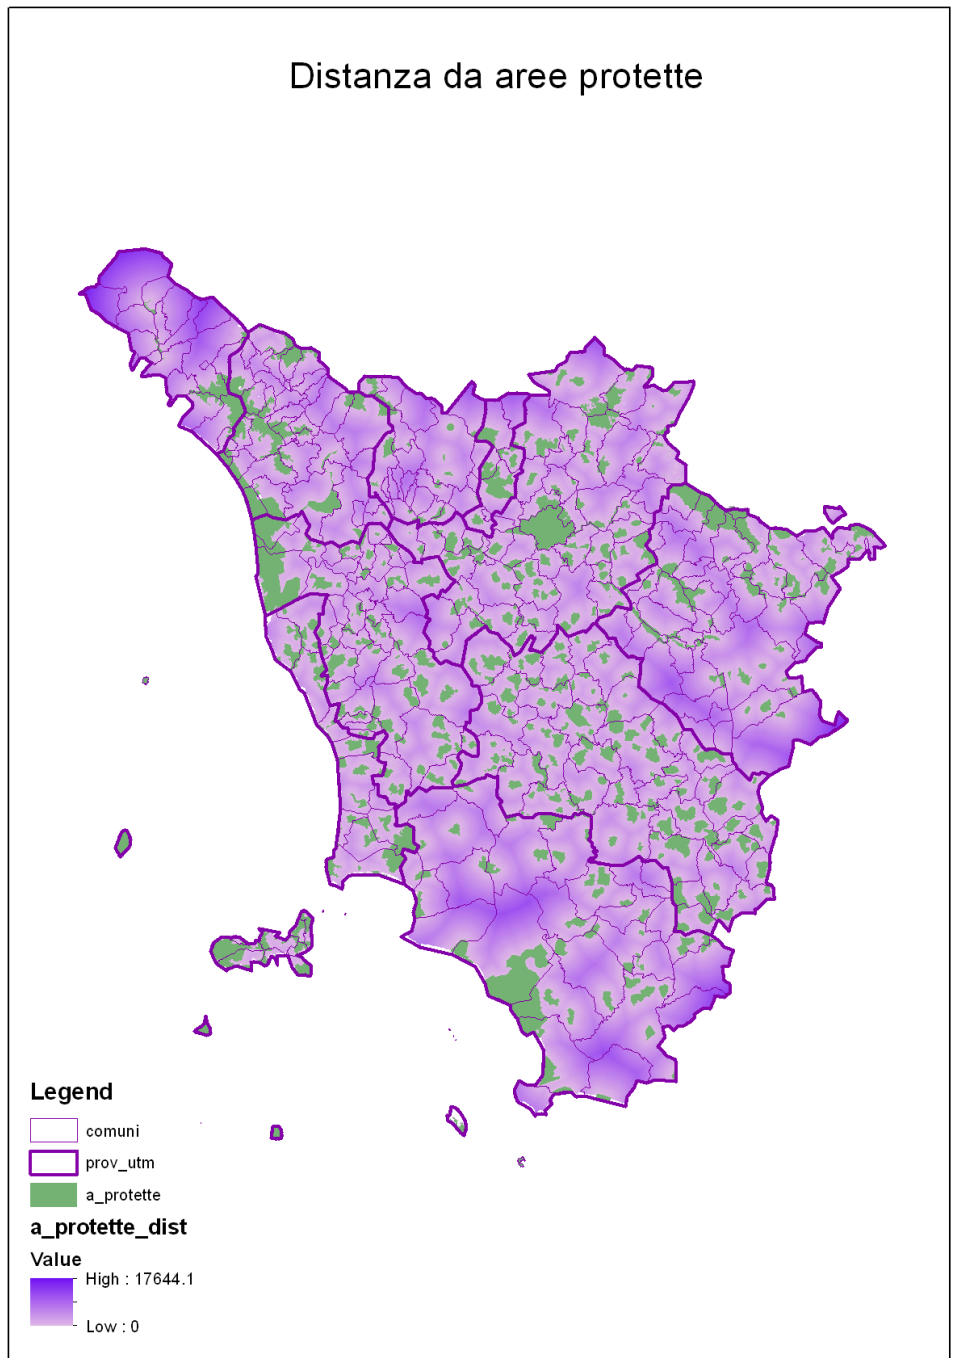 Distanza da aree protette
Legend
comuni
prov_utm
a_protette
a_protette_dist
Value
High : 17644.1
Low : 0